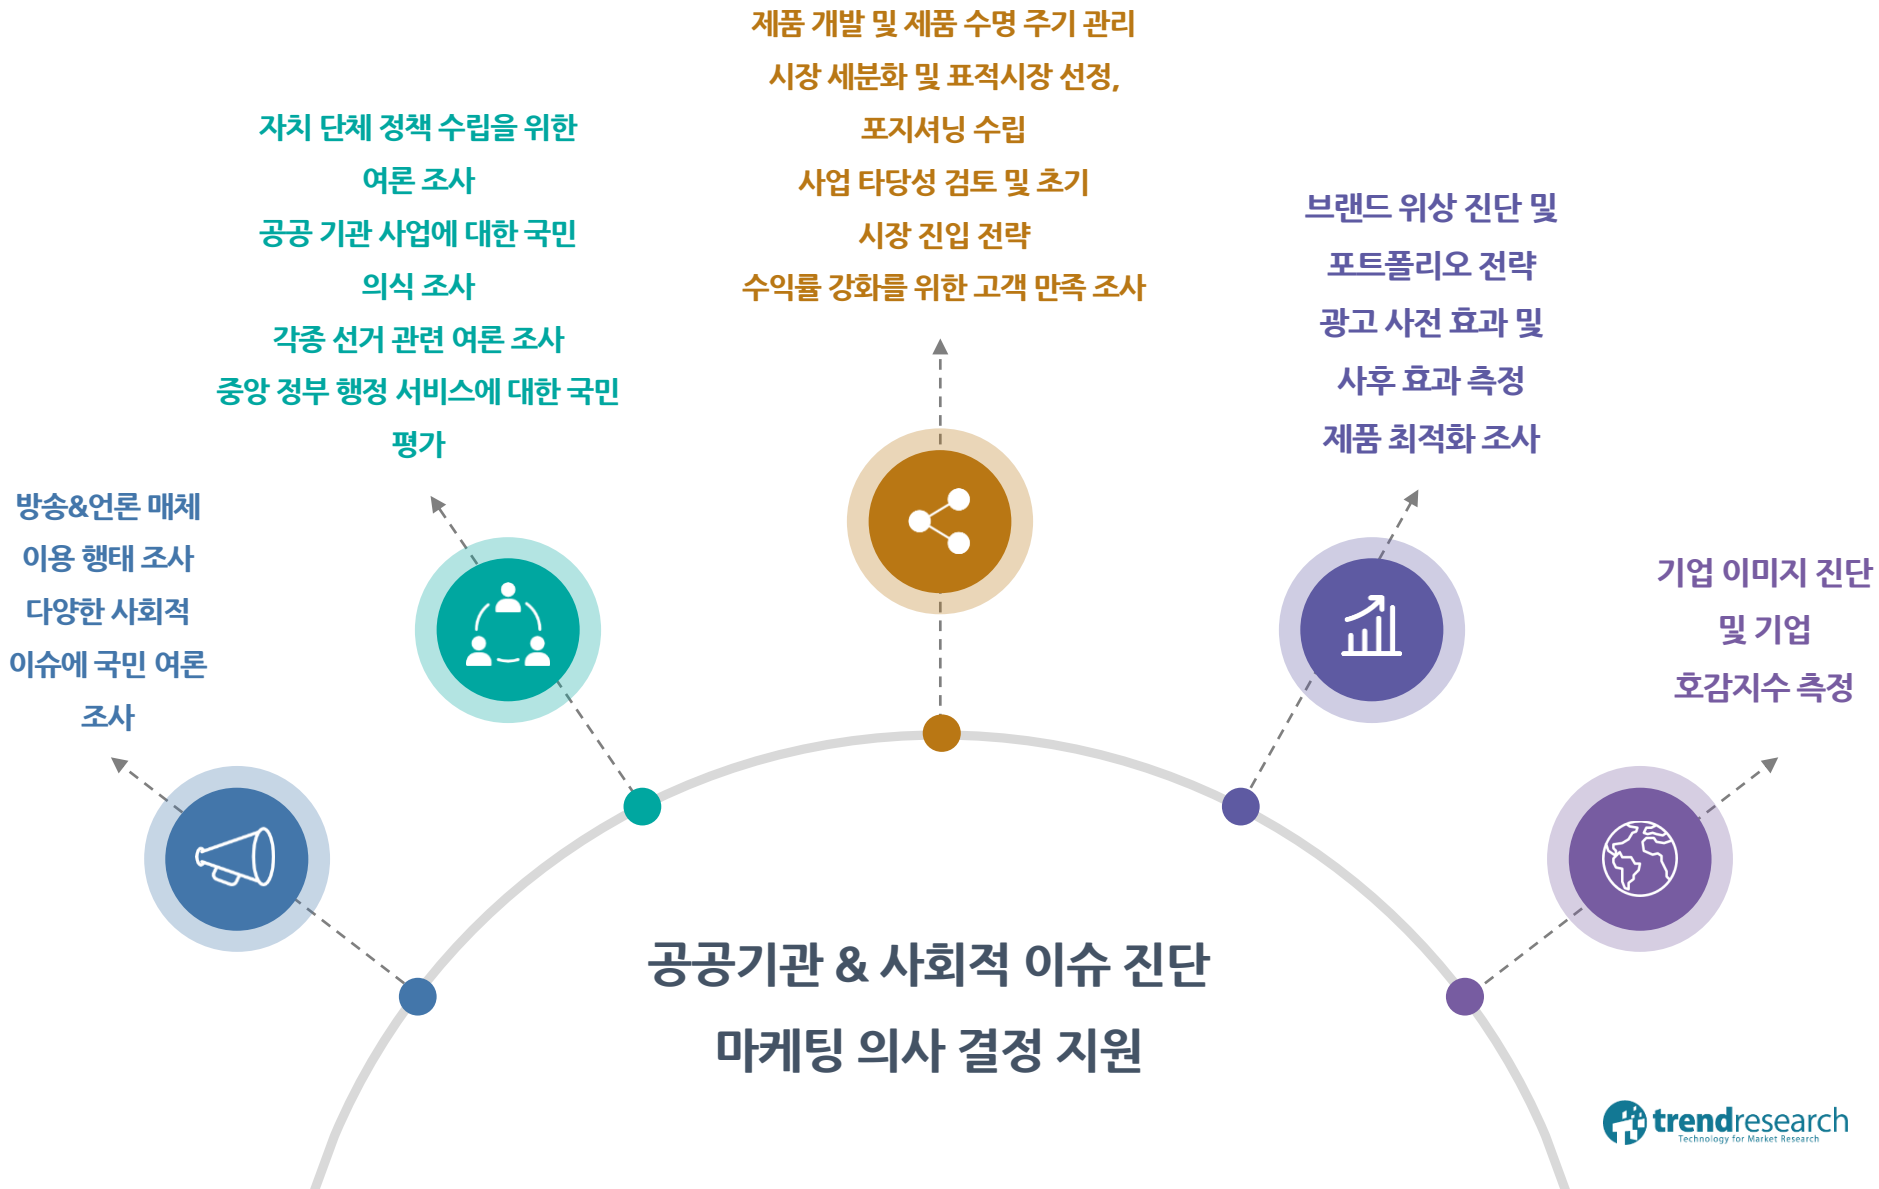 방송&언론 매체
이용 행태 조사
다양한 사회적
이슈에 국민 여론
조사
자치 단체 정책 수립을 위한
여론 조사
공공 기관 사업에 대한 국민
의식 조사
각종 선거 관련 여론 조사
중앙 정부 행정 서비스에 대한 국민
평가
제품 개발 및 제품 수명 주기 관리
시장 세분화 및 표적시장 선정,
포지셔닝 수립
사업 타당성 검토 및 초기
시장 진입 전략
수익률 강화를 위한 고객 만족 조사
브랜드 위상 진단 및
포트폴리오 전략
광고 사전 효과 및
사후 효과 측정
제품 최적화 조사
기업 이미지 진단
및 기업
호감지수 측정
공공기관 & 사회적 이슈 진단
마케팅 의사 결정 지원
trendresearch
Technology for Market Research